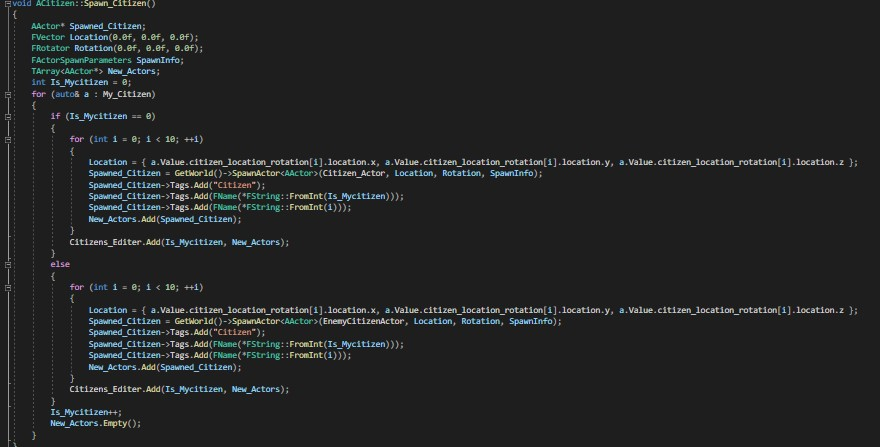 void ACitizen::Spawn_Citizen()
{
    AActor* Spawned_Citizen;
    FVector Location(0.0f, 0.0f, 0.0f);
    FRotator Rotation(0.0f, 0.0f, 0.0f);
    FActorSpawnParameters SpawnInfo;
    TArray<AActor*> New_Actors;
    int Is_Mycitizen = 0;
    for (auto& a : My_Citizen)
    {
        if (Is_Mycitizen == 0)
        {
            for (int i = 0; i < 10; ++i)
            {
                Location = { a.Value.citizen_location_rotation[i].location.x, a.Value.citizen_location_rotation[i].location.y, a.Value.citizen_location_rotation[i].location.z };
                Spawned_Citizen = GetWorld()->SpawnActor<AActor>(Citizen_Actor, Location, Rotation, SpawnInfo);
                Spawned_Citizen->Tags.Add("Citizen");
                Spawned_Citizen->Tags.Add(FName(*FString::FromInt(Is_Mycitizen)));
                Spawned_Citizen->Tags.Add(FName(*FString::FromInt(i)));
                New_Actors.Add(Spawned_Citizen);
            }
            Citizens_Editer.Add(Is_Mycitizen, New_Actors);
        }
        else
        {
            for (int i = 0; i < 10; ++i)
            {
                Location = { a.Value.citizen_location_rotation[i].location.x, a.Value.citizen_location_rotation[i].location.y, a.Value.citizen_location_rotation[i].location.z };
                Spawned_Citizen = GetWorld()->SpawnActor<AActor>(EnemyCitizenActor, Location, Rotation, SpawnInfo);
                Spawned_Citizen->Tags.Add("Citizen");
                Spawned_Citizen->Tags.Add(FName(*FString::FromInt(Is_Mycitizen)));
                Spawned_Citizen->Tags.Add(FName(*FString::FromInt(i)));
                New_Actors.Add(Spawned_Citizen);
            }
            Citizens_Editer.Add(Is_Mycitizen, New_Actors);
        }
        Is_Mycitizen++;
        New_Actors.Empty();
    }
}